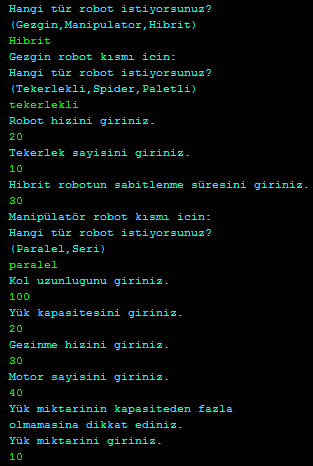 Hangi tür robot istiyorsunuz?
(Gezgin,Manipulator,Hibrit)
Hibrit
Gezgin robot kısmı icin:
Hangi tür robot istiyorsunuz?
(Tekerlekli,Spider,Paletli)
tekerlekli
Robot hizini giriniz.
20
Tekerlek sayisini giriniz.
10
Hibrit robotun sabitlenme süresini giriniz.
30
Manipülatör robot kısmı icin:
Hangi tür robot istiyorsunuz?
(Paralel,Seri)
paralel
Kol uzunlugunu giriniz.
100
Yük kapasitesini giriniz.
20
Gezinme hizini giriniz.
30
Motor sayisini giriniz.
40
Yük miktarinin kapasiteden fazla
olmamasina dikkat ediniz.
Yük miktarini giriniz.
10